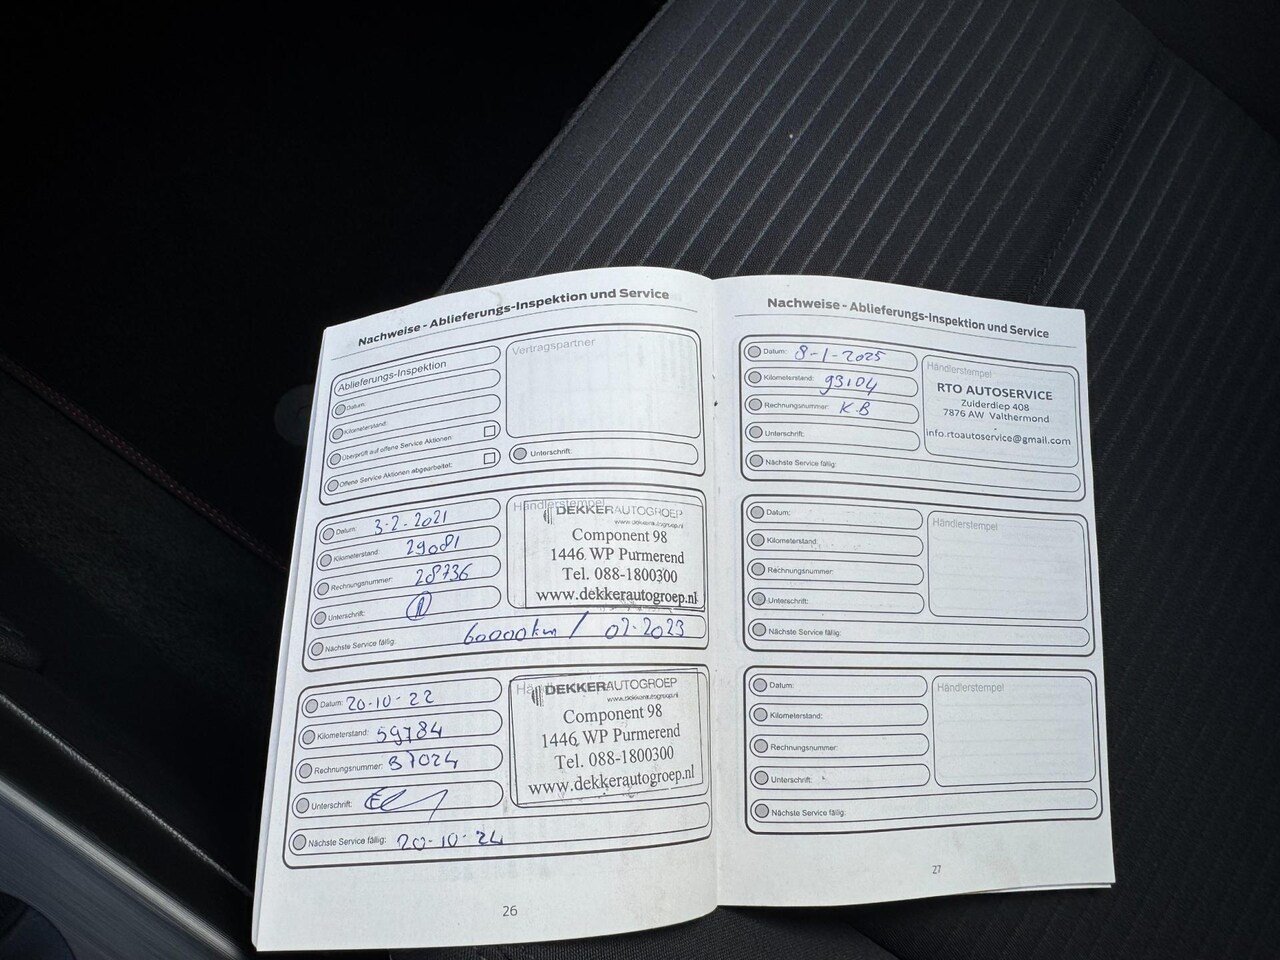 Nachweise - Ablieferungs-Inspektion und Service
Ablieferungs-Inspektion
Datum:
Kilometerstand:
Überprüft auf offene Service Aktionen:
Offene Service Aktionen abgearbeitet:
Vertragspartner
Unterschrift:
Datum: 3-2-2021
Kilometerstand: 29081
Rechnungsnummer: 28736
Unterschrift:
Nächste Service fällig: 60000km / 02-2023
Händlerstempel
DEKKERAUTOGROEP
www.dekkerautogroep.nl
Component 98
1446 WP Purmerend
Tel. 088-1800300
www.dekkerautogroep.nl
Datum: 20-10-22
Kilometerstand: 59784
Rechnungsnummer: 37024
Unterschrift:
Nächste Service fällig: 20-10-24
DEKKERAUTOGROEP
www.dekkerautogroep.nl
Component 98
1446 WP Purmerend
Tel. 088-1800300
www.dekkerautogroep.nl
26
Nachweise - Ablieferungs-Inspektion und Service
Datum: 8-1-2025
Kilometerstand: 93104
Rechnungsnummer: K.B
Unterschrift:
Nächste Service fällig:
Händlerstempel
RTO AUTOSERVICE
Zuiderdiep 408
7876 AW Valthermond
info.rtoautoservice@gmail.com
Datum:
Kilometerstand:
Rechnungsnummer:
Unterschrift:
Nächste Service fällig:
Händlerstempel
Datum:
Kilometerstand:
Rechnungsnummer:
Unterschrift:
Nächste Service fällig:
Händlerstempel
27